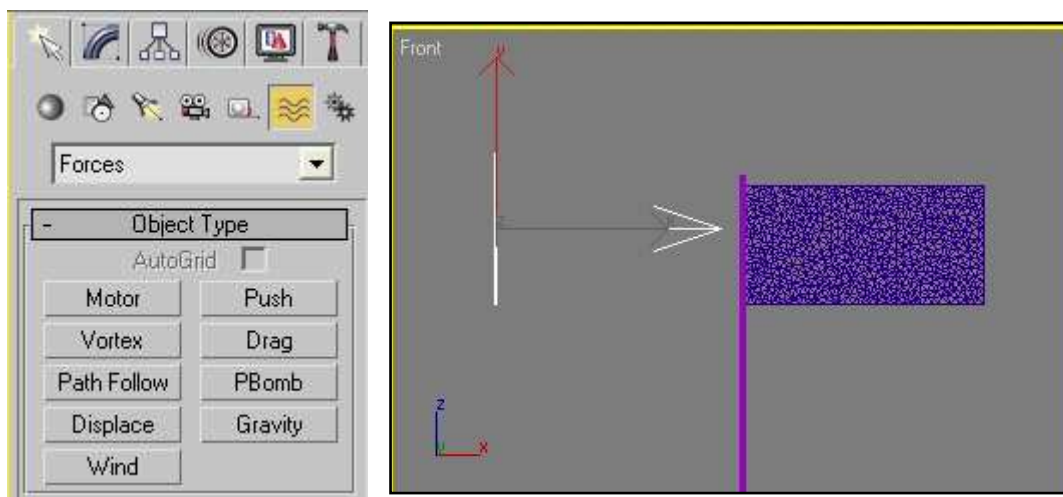 Forces
- Object Type
AutoGrid
Motor Push
Vortex Drag
Path Follow PBomb
Displace Gravity
Wind
Front
y
z
x